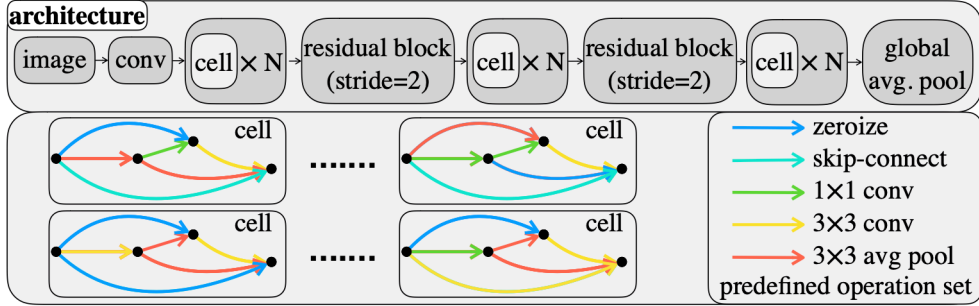 architecture
image
conv
cell × N
residual block
(stride=2)
cell × N
residual block
(stride=2)
cell × N
global
avg. pool
cell
.......
cell
cell
.......
cell
zeroize
skip-connect
1×1 conv
3×3 conv
3×3 avg pool
predefined operation set